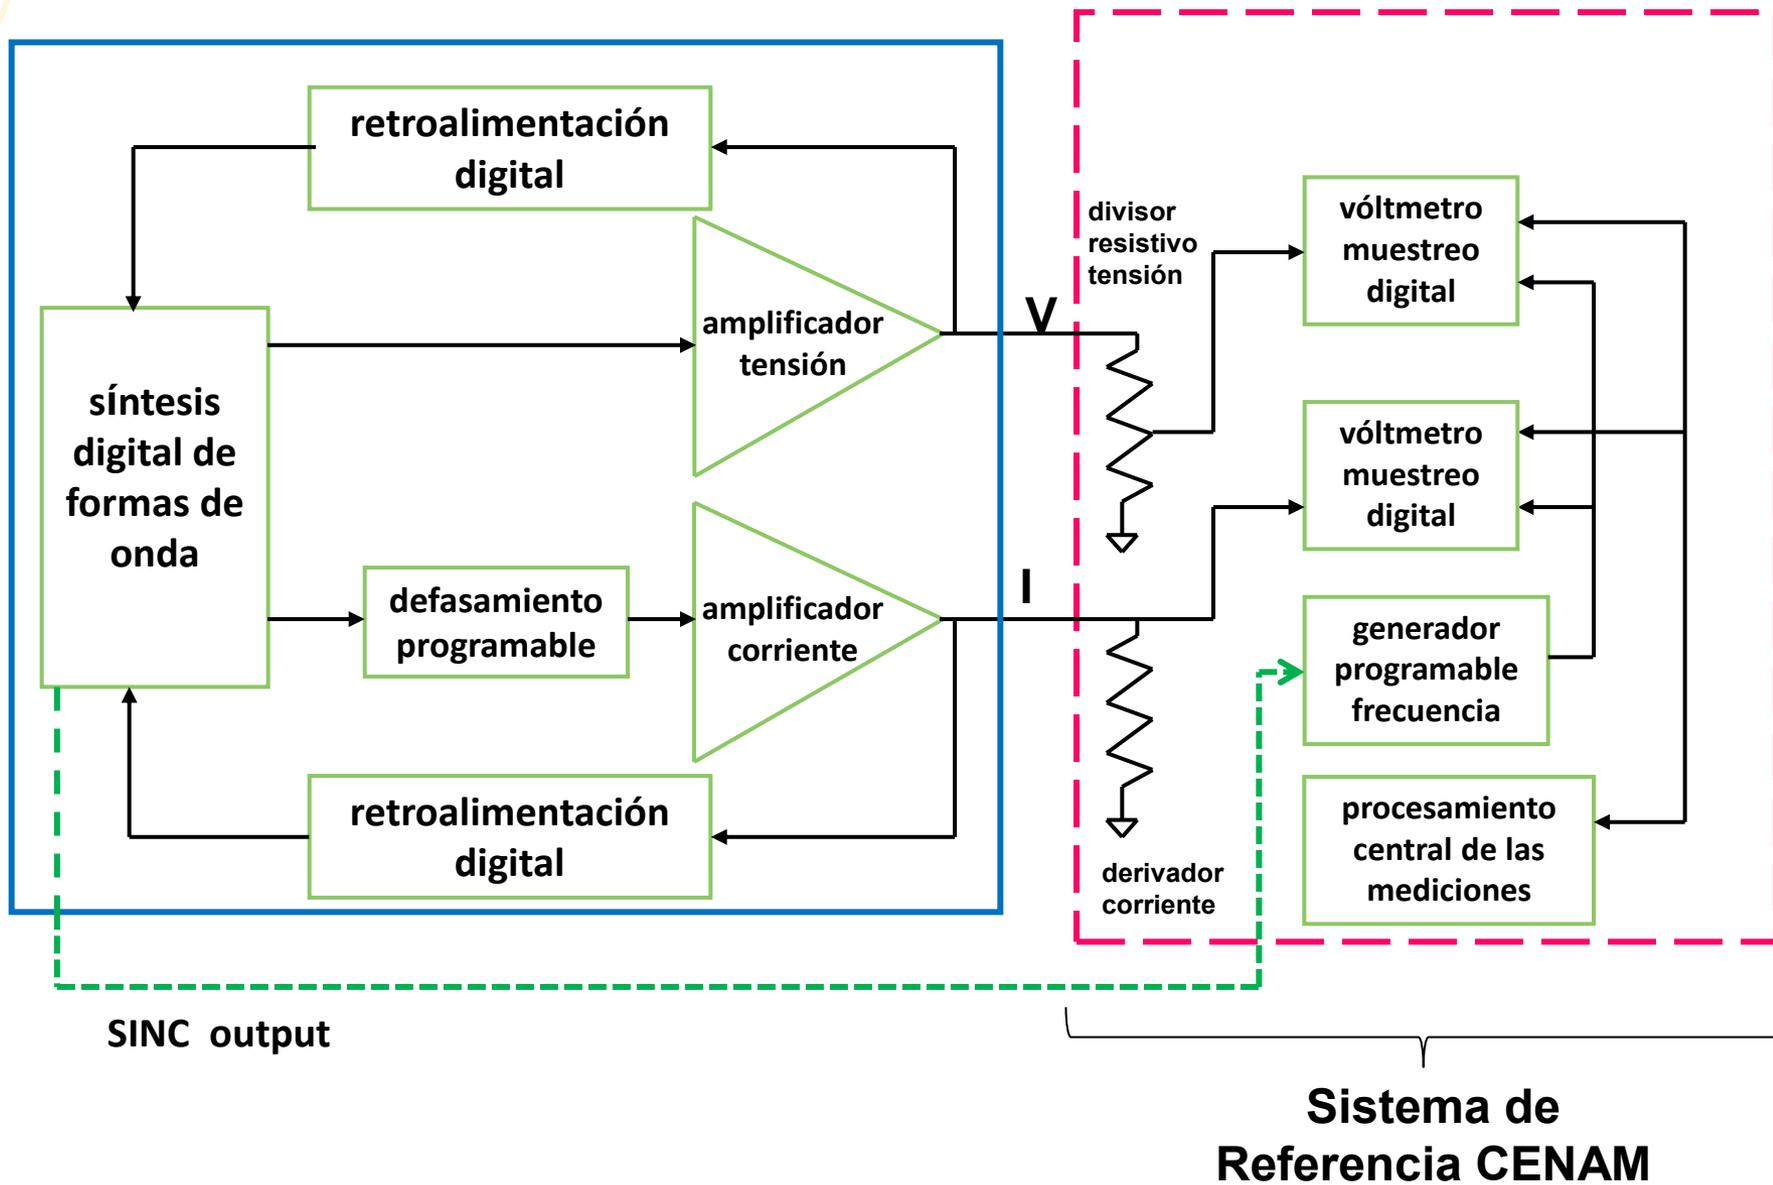 retroalimentación
digital
síntesis
digital de
formas de
onda
amplificador
tensión
defasamiento
programable
amplificador
corriente
retroalimentación
digital
V
I
divisor
resistivo
tensión
derivador
corriente
vóltmetro
muestreo
digital
vóltmetro
muestreo
digital
generador
programable
frecuencia
procesamiento
central de las
mediciones
SINC output
Sistema de
Referencia CENAM